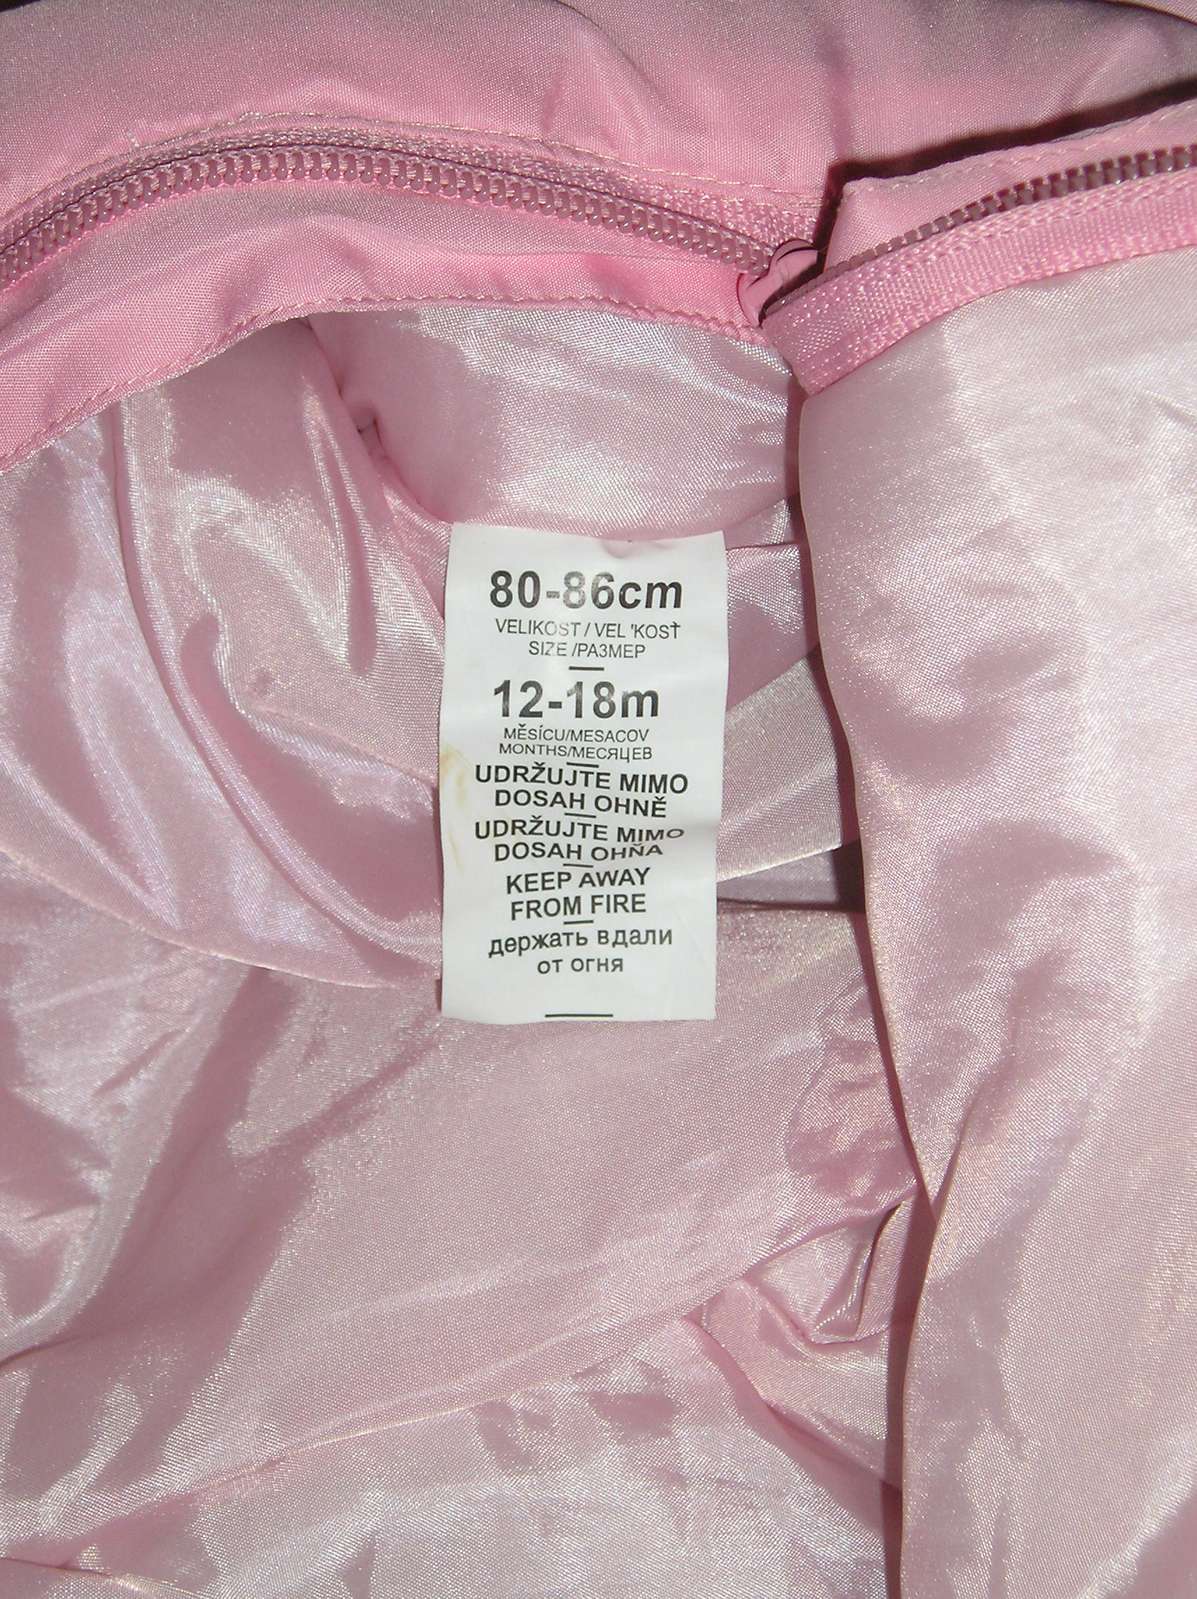 80-86cm
VELIKOST / VEL 'KOSŤ
SIZE /РАЗМЕР
12-18m
MĚSÍCU/MESACOV
MONTHS/МЕСЯЦЕВ
UDRŽUJTE MIMO
DOSAH OHNĚ
UDRŽUJTE MIMO
DOSAH OHŇA
KEEP AWAY
FROM FIRE
держать вдали
от огня